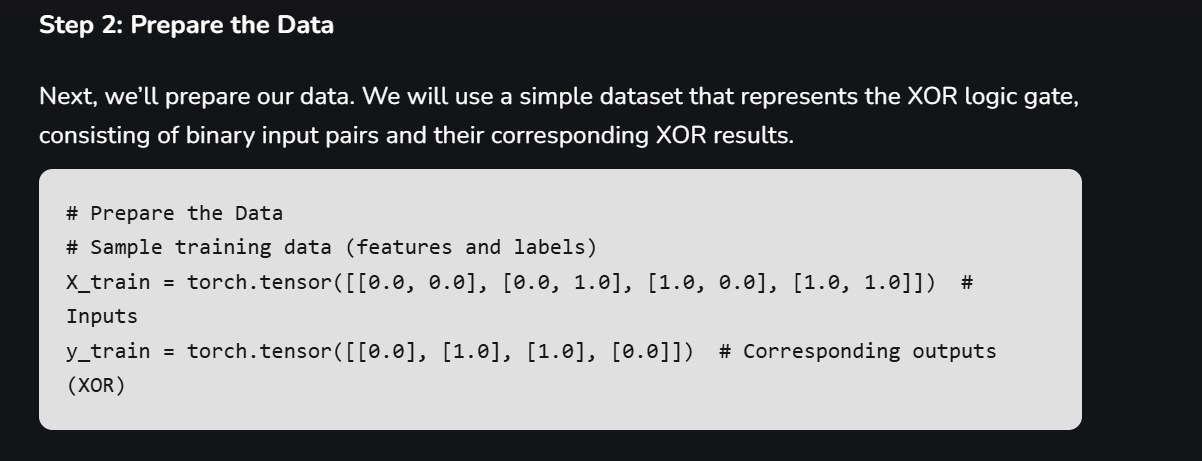 Step 2: Prepare the Data
Next, we’ll prepare our data. We will use a simple dataset that represents the XOR logic gate,
consisting of binary input pairs and their corresponding XOR results.
# Prepare the Data
# Sample training data (features and labels)
X_train = torch.tensor([[0.0, 0.0], [0.0, 1.0], [1.0, 0.0], [1.0, 1.0]])  #
Inputs
y_train = torch.tensor([[0.0], [1.0], [1.0], [0.0]])  # Corresponding outputs
(XOR)